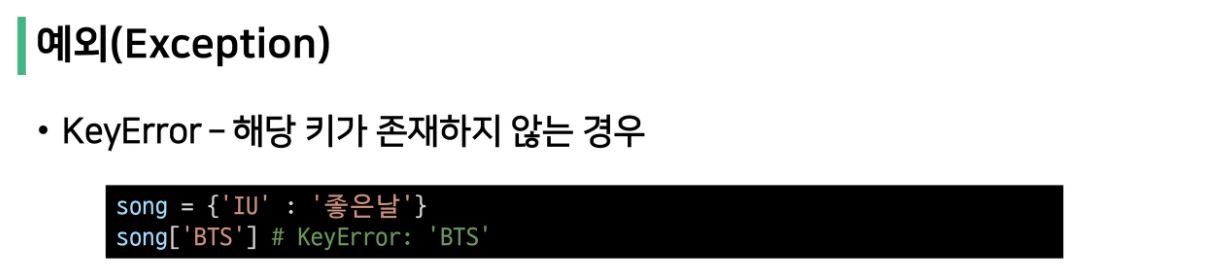 예외(Exception)
• KeyError – 해당 키가 존재하지 않는 경우
song = {'IU' : '좋은날'}
song['BTS'] # KeyError: 'BTS'